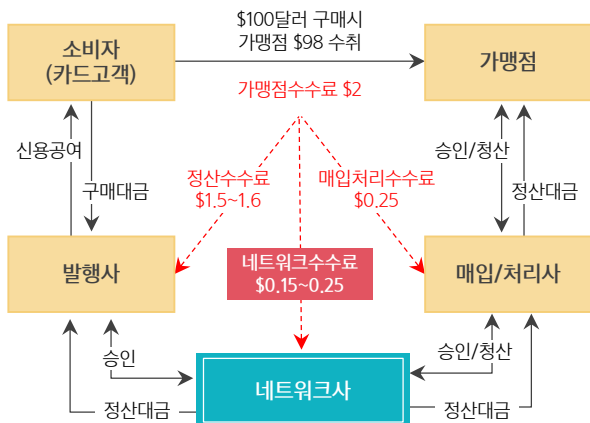 $100달러 구매시
가맹점 $98 수취
소비자
(카드고객)
가맹점
가맹점수수료 $2
신용공여
구매대금
정산수수료
$1.5~1.6
매입처리수수료
$0.25
승인/청산
정산대금
발행사
네트워크수수료
$0.15~0.25
매입/처리사
승인
승인/청산
네트워크사
정산대금
정산대금